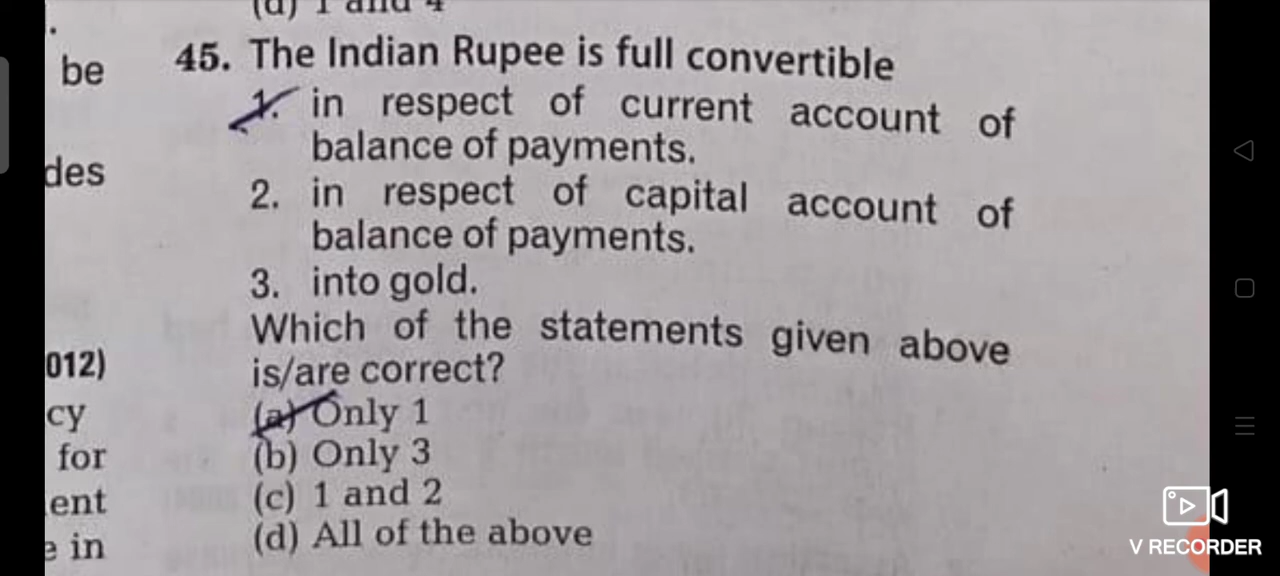 (d) 1 and 4
be
des
012)
cy
for
ent
e in
45. The Indian Rupee is full convertible
1. in respect of current account of
balance of payments.
2. in respect of capital account of
balance of payments.
3. into gold.
Which of the statements given above
is/are correct?
(a) Only 1
(b) Only 3
(c) 1 and 2
(d) All of the above
V RECORDER